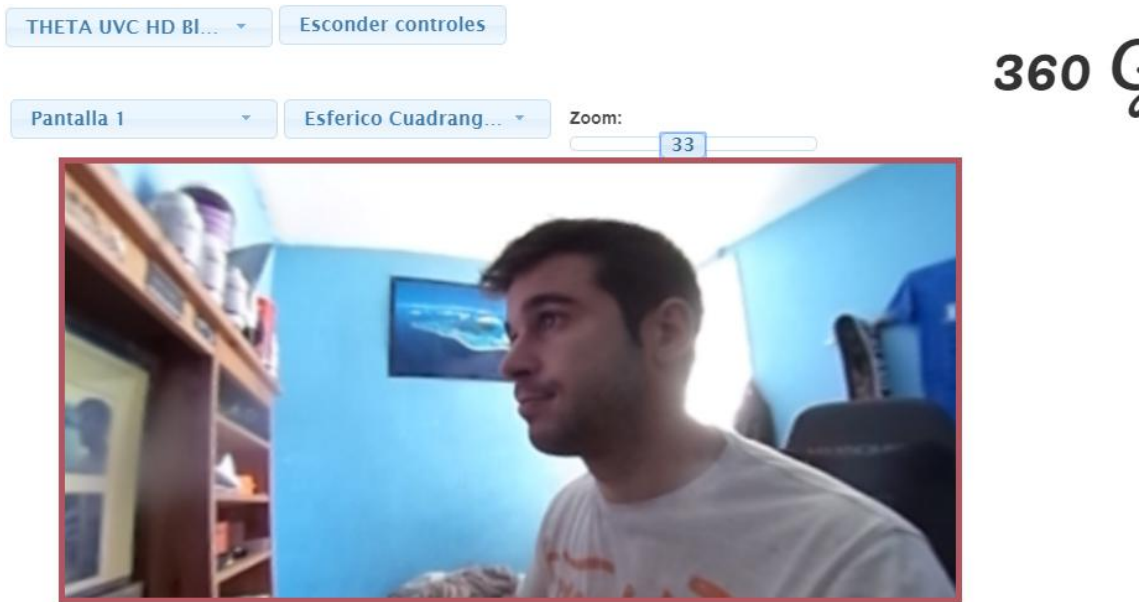 THETA UVC HD Bl... Esconder controles
360 G
Pantalla 1 Esferico Cuadrang... Zoom:
33